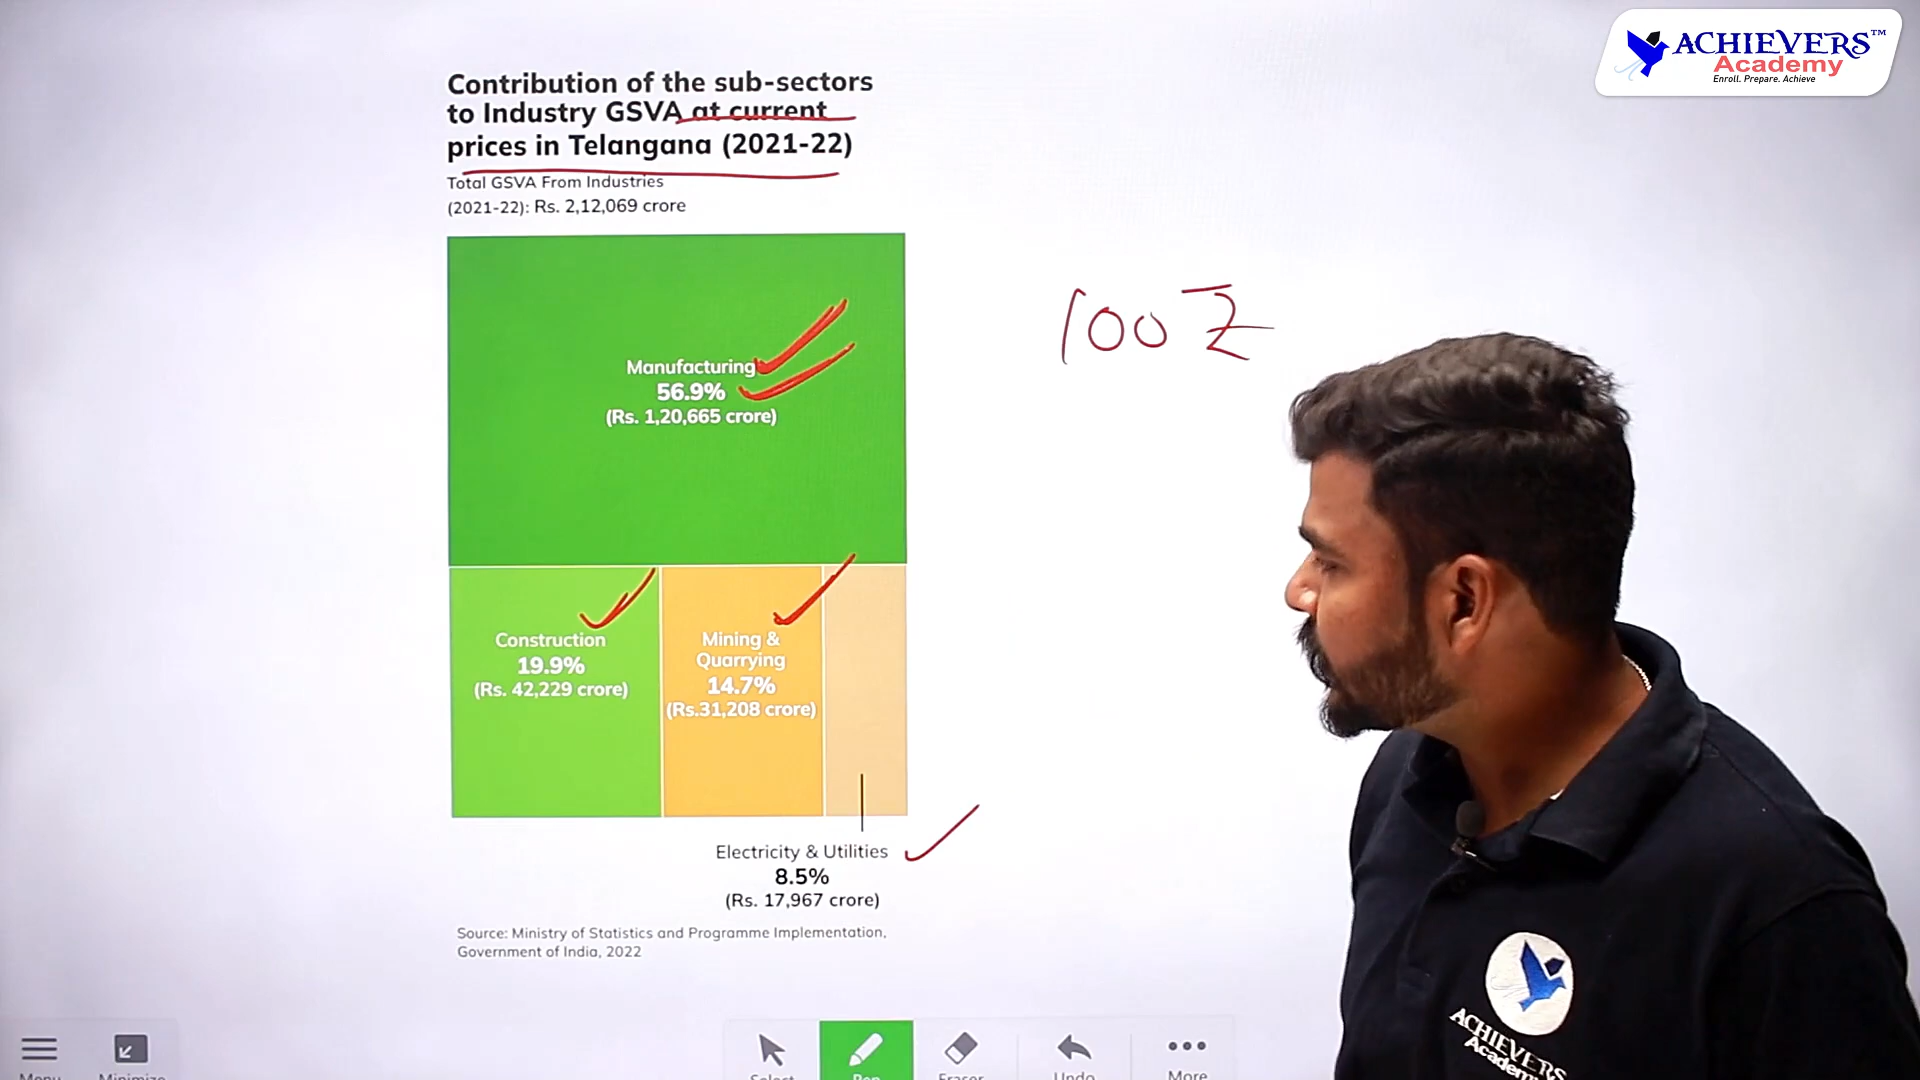 ACHIEVERS™
Academy
Enroll. Prepare. Achieve
Contribution of the sub-sectors
to Industry GSVA at current
prices in Telangana (2021-22)
Total GSVA From Industries
(2021-22): Rs. 2,12,069 crore
100 Z
Manufacturing
56.9%
(Rs. 1,20,665 crore)
Construction
19.9%
(Rs. 42,229 crore)
Mining &
Quarrying
14.7%
(Rs.31,208 crore)
Electricity & Utilities
8.5%
(Rs. 17,967 crore)
Source: Ministry of Statistics and Programme Implementation,
Government of India, 2022
ACHIEVERS
Academy
Menu
Minimize
Select
Pen
Eraser
Undo
More